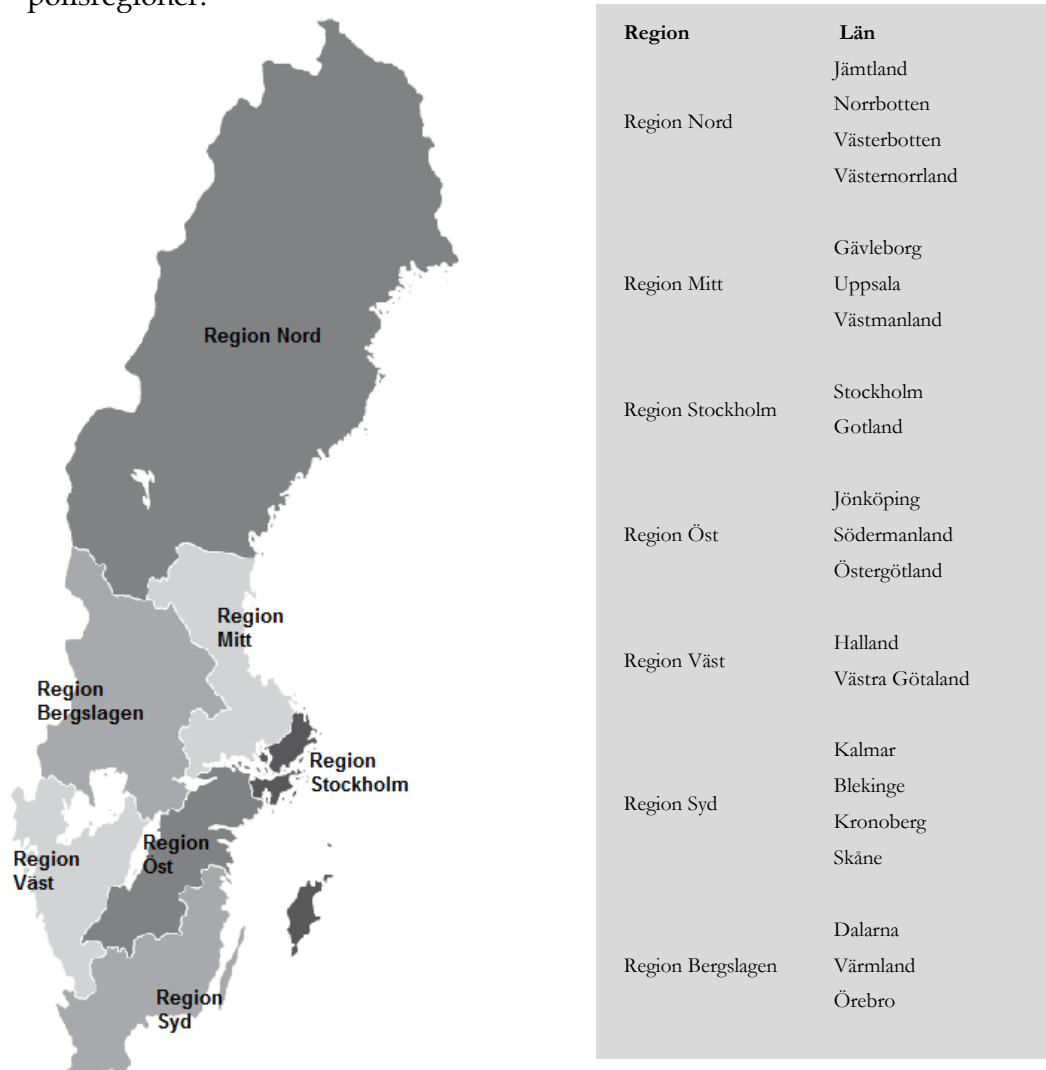 polisregioner.
Region Nord
Region
Mitt
Region
Bergslagen
Region
Stockholm
Region
Öst
Region
Väst
Region
Syd
Region Län
Jämtland
Norrbotten
Region Nord
Västerbotten
Västernorrland
Gävleborg
Region Mitt Uppsala
Västmanland
Stockholm
Region Stockholm
Gotland
Jönköping
Region Öst Södermanland
Östergötland
Halland
Region Väst
Västra Götaland
Kalmar
Blekinge
Region Syd
Kronoberg
Skåne
Dalarna
Region Bergslagen Värmland
Örebro